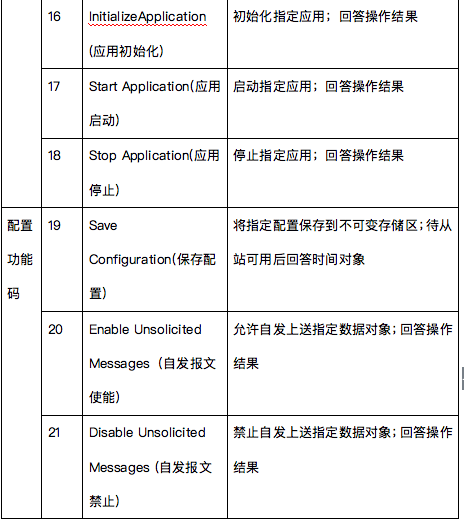 16
InitializeApplication
(应用初始化)
初始化指定应用；回答操作结果
17
Start Application(应用
启动)
启动指定应用；回答操作结果
18
Stop Application(应用
停止)
停止指定应用；回答操作结果
配置
功能
码
19
Save
Configuration(保存配
置)
将指定配置保存到不可变存储区；待从
站可用后回答时间对象
20
Enable Unsolicited
Messages（自发报文
使能）
允许自发上送指定数据对象；回答操作
结果
21
Disable Unsolicited
Messages (自发报文
禁止)
禁止自发上送指定数据对象；回答操作
结果